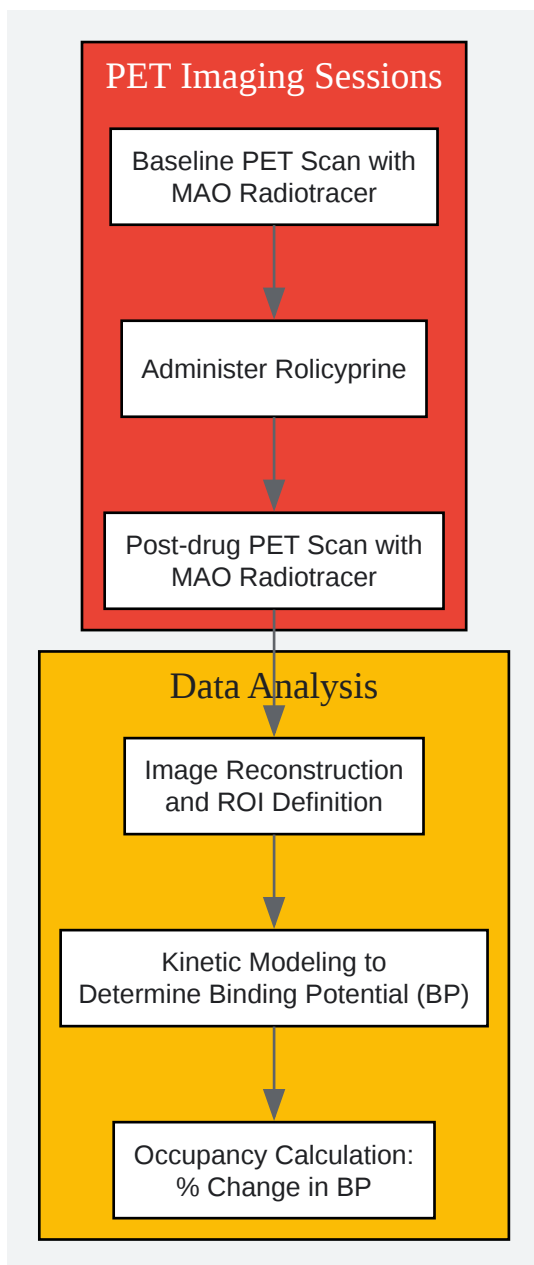 PET Imaging Sessions
Baseline PET Scan with
MAO Radiotracer
Administer Rolicyprine
Post-drug PET Scan with
MAO Radiotracer
Data Analysis
Image Reconstruction
and ROI Definition
Kinetic Modeling to
Determine Binding Potential (BP)
Occupancy Calculation:
% Change in BP